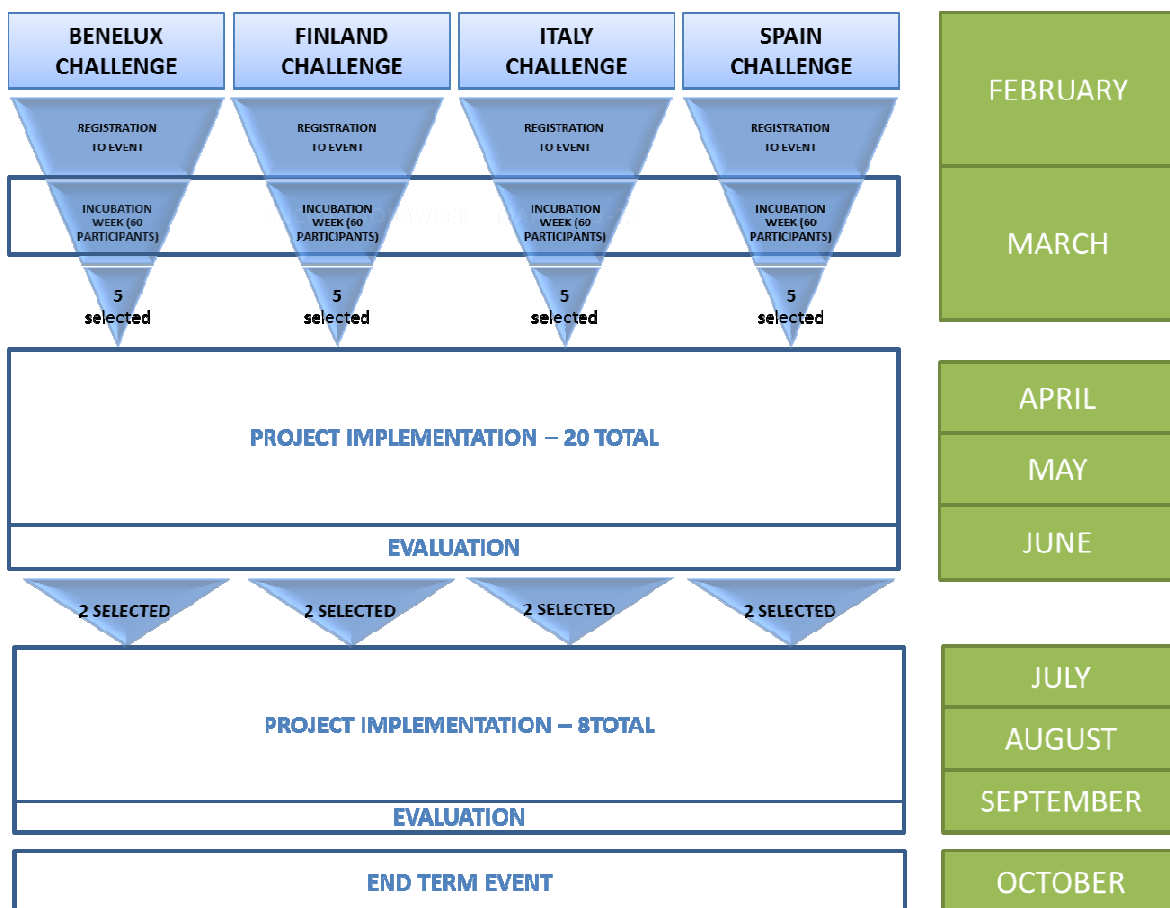 BENELUX
CHALLENGE
FINLAND
CHALLENGE
ITALY
CHALLENGE
SPAIN
CHALLENGE
FEBRUARY
REGISTRATION
TO EVENT
REGISTRATION
TO EVENT
REGISTRATION
TO EVENT
REGISTRATION
TO EVENT
INCUBATION
WEEK (60
PARTICIPANTS)
INCUBATION
WEEK (60
PARTICIPANTS)
INCUBATION
WEEK (60
PARTICIPANTS)
INCUBATION
WEEK (60
PARTICIPANTS)
MARCH
5
selected
5
selected
5
selected
5
selected
PROJECT IMPLEMENTATION – 20 TOTAL
APRIL
MAY
EVALUATION
JUNE
2 SELECTED
2 SELECTED
2 SELECTED
2 SELECTED
PROJECT IMPLEMENTATION – 8TOTAL
JULY
AUGUST
SEPTEMBER
EVALUATION
END TERM EVENT
OCTOBER